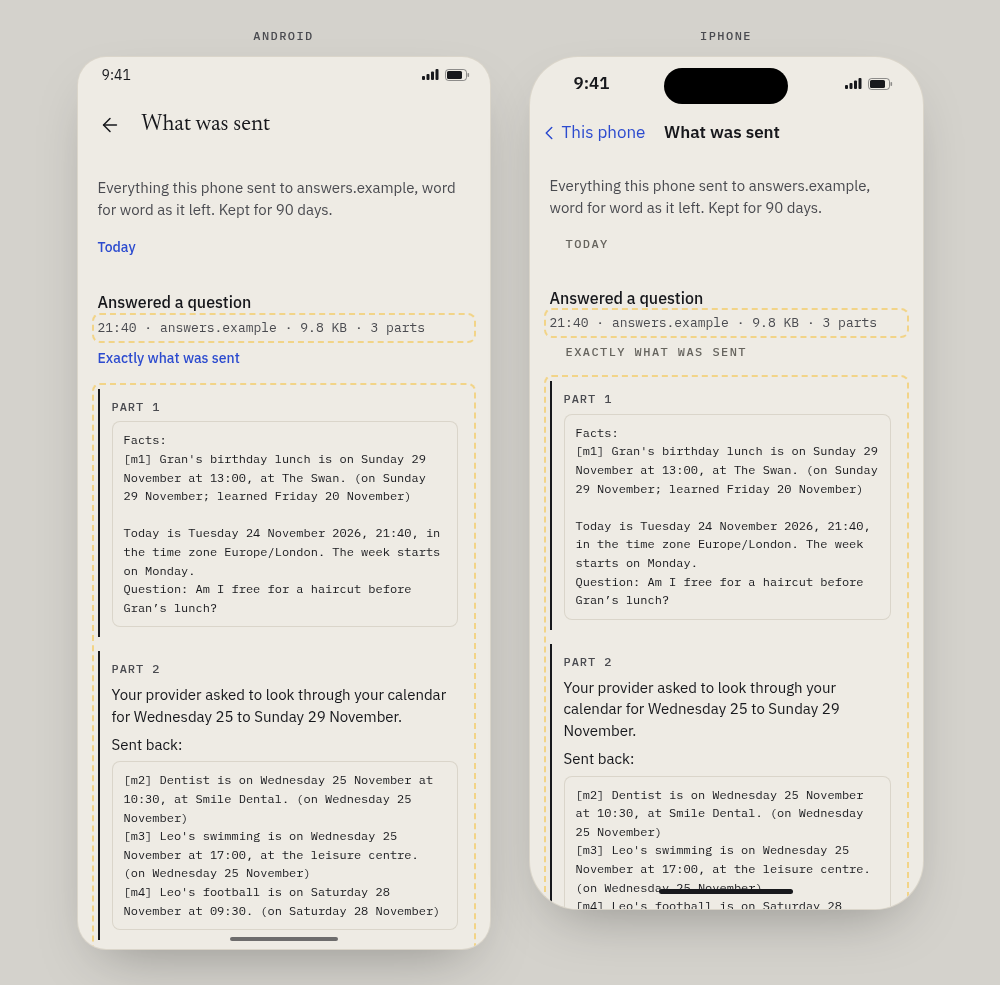 ANDROID
9:41
What was sent
Everything this phone sent to answers.example, word
for word as it left. Kept for 90 days.
Today
Answered a question
21:40 · answers.example · 9.8 KB · 3 parts
Exactly what was sent
PART 1
Facts:
[m1] Gran's birthday lunch is on Sunday 29
November at 13:00, at The Swan. (on Sunday
29 November; learned Friday 20 November)
Today is Tuesday 24 November 2026, 21:40, in
the time zone Europe/London. The week starts
on Monday.
Question: Am I free for a haircut before
Gran’s lunch?
PART 2
Your provider asked to look through your calendar
for Wednesday 25 to Sunday 29 November.
Sent back:
[m2] Dentist is on Wednesday 25 November at
10:30, at Smile Dental. (on Wednesday 25
November)
[m3] Leo's swimming is on Wednesday 25
November at 17:00, at the leisure centre.
(on Wednesday 25 November)
[m4] Leo's football is on Saturday 28
November at 09:30. (on Saturday 28 November)
IPHONE
9:41
This phone
What was sent
Everything this phone sent to answers.example,
word for word as it left. Kept for 90 days.
TODAY
Answered a question
21:40 · answers.example · 9.8 KB · 3 parts
EXACTLY WHAT WAS SENT
PART 1
Facts:
[m1] Gran's birthday lunch is on Sunday 29
November at 13:00, at The Swan. (on Sunday
29 November; learned Friday 20 November)
Today is Tuesday 24 November 2026, 21:40,
in the time zone Europe/London. The week
starts on Monday.
Question: Am I free for a haircut before
Gran’s lunch?
PART 2
Your provider asked to look through your
calendar for Wednesday 25 to Sunday 29
November.
Sent back:
[m2] Dentist is on Wednesday 25 November
at 10:30, at Smile Dental. (on Wednesday
25 November)
[m3] Leo's swimming is on Wednesday 25
November at 17:00, at the leisure centre.
(on Wednesday 25 November)
[m4] Leo's football is on Saturday 28